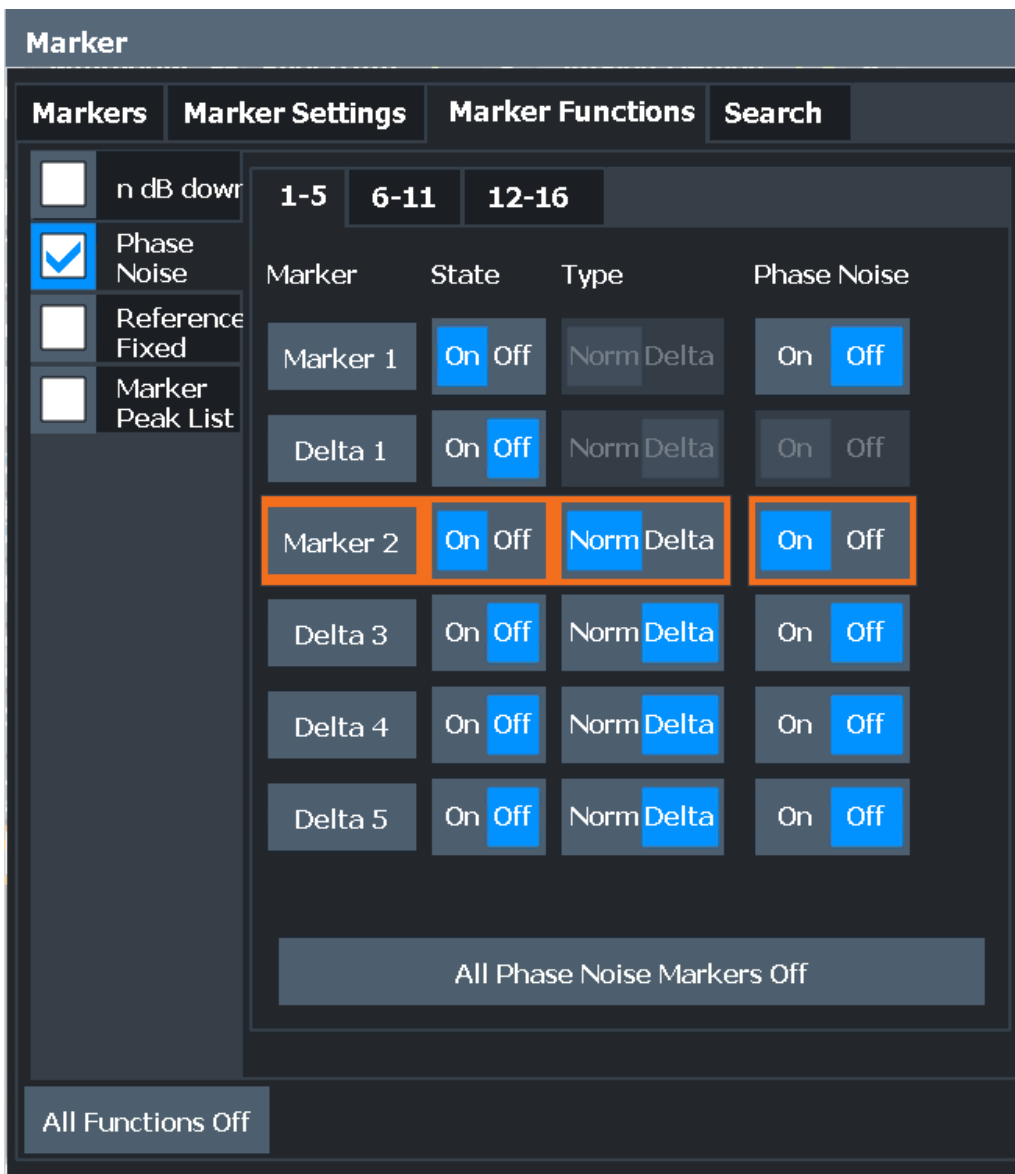 Marker
Markers Marker Settings Marker Functions Search
n dB down
1-5 6-11 12-16
Phase
Noise
Marker State Type Phase Noise
Reference
Fixed
Marker 1 On Off Norm Delta On Off
Marker
Peak List
Delta 1 On Off Norm Delta On Off
Marker 2 On Off Norm Delta On Off
Delta 3 On Off Norm Delta On Off
Delta 4 On Off Norm Delta On Off
Delta 5 On Off Norm Delta On Off
All Phase Noise Markers Off
All Functions Off